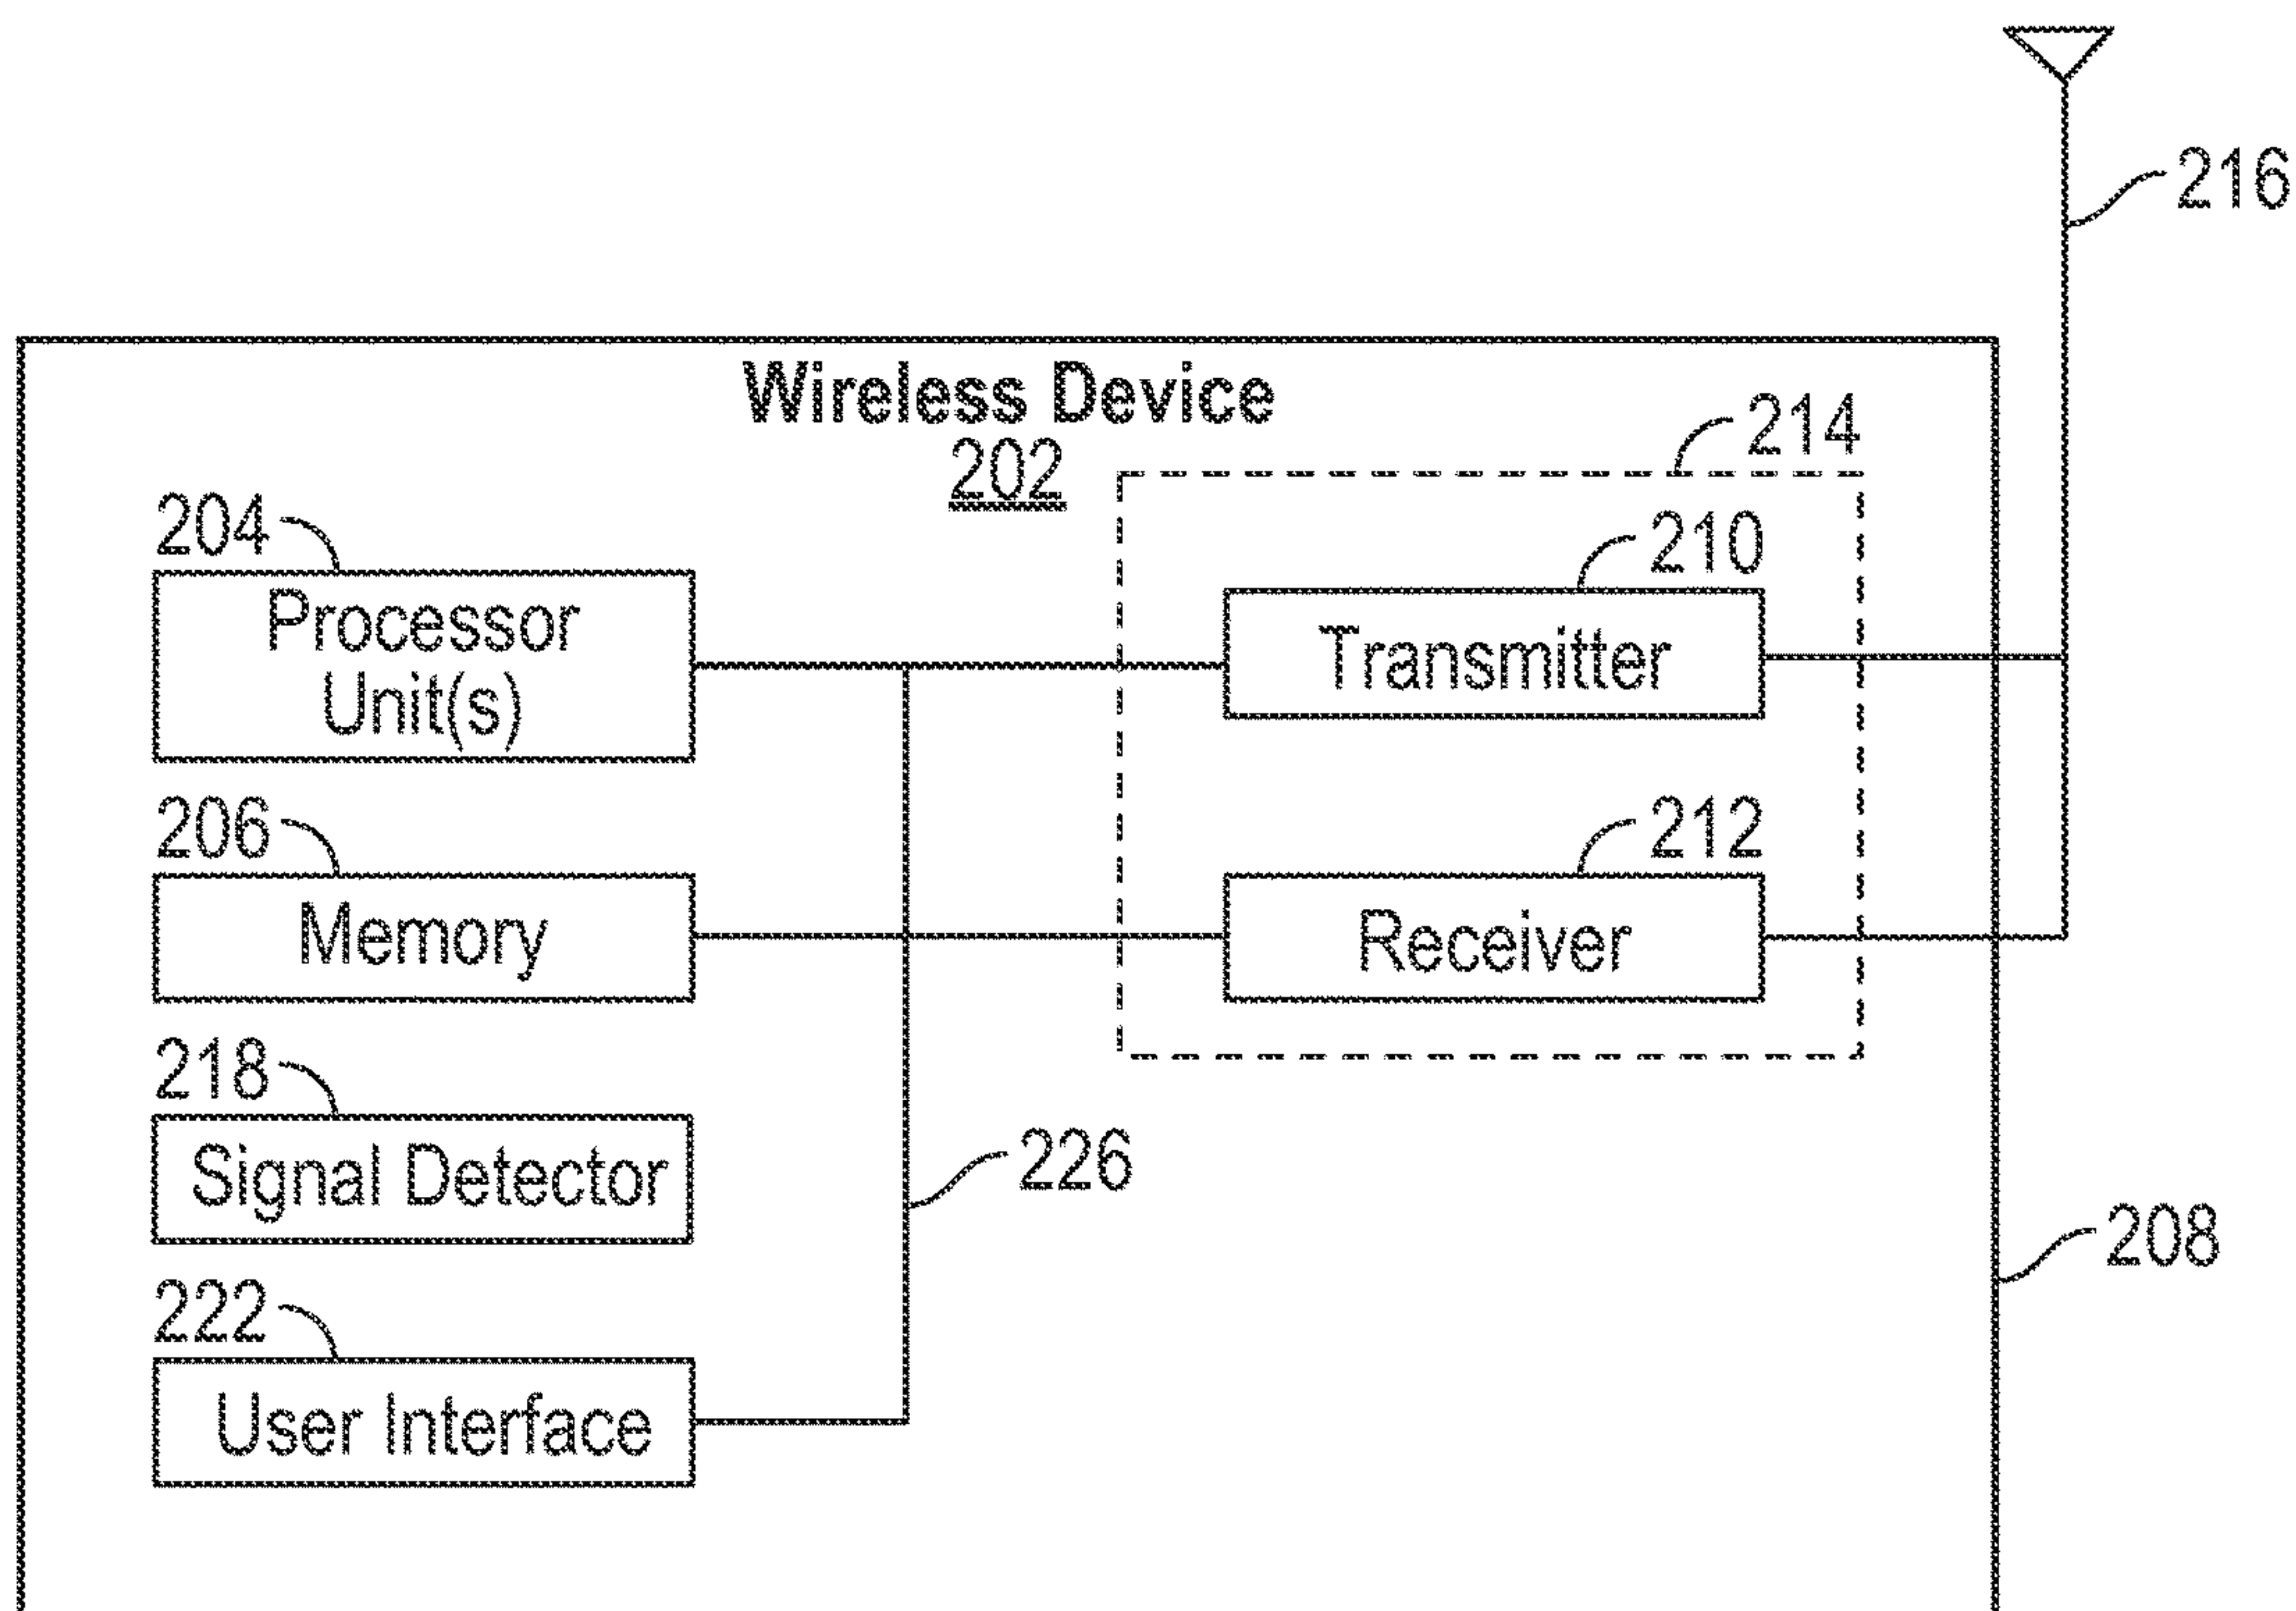 216
Wireless Device
202
214
204
Processor
Unit(s)
210
Transmitter
206
Memory
212
Receiver
218
Signal Detector
226
208
222
User Interface